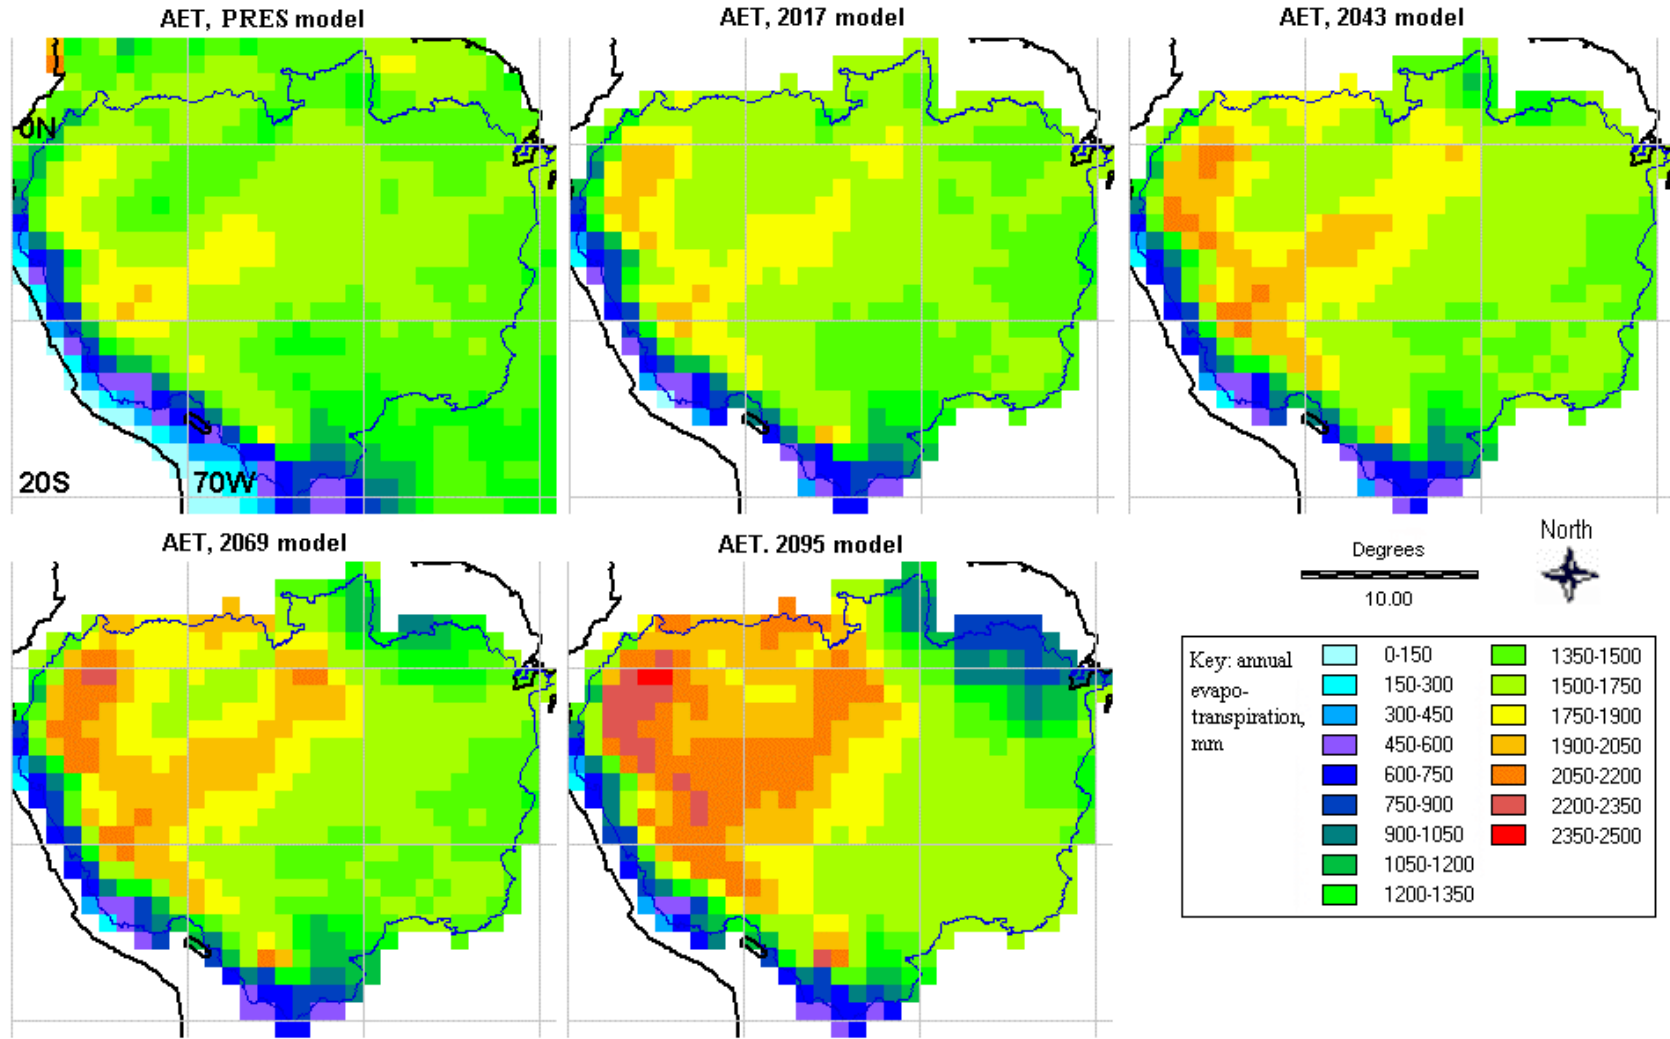 AET, PRES model
AET, 2017 model
AET, 2043 model
0N
20S
70W
AET, 2069 model
AET. 2095 model
Degrees
10.00
North
Key: annual
evapo-
transpiration,
mm
0-150
150-300
300-450
450-600
600-750
750-900
900-1050
1050-1200
1200-1350
1350-1500
1500-1750
1750-1900
1900-2050
2050-2200
2200-2350
2350-2500